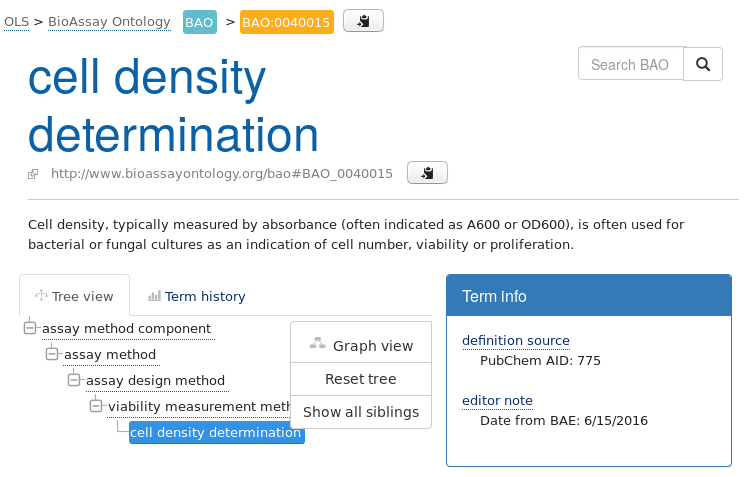 OLS > BioAssay Ontology BAO > BAO:0040015
Search BAO
cell density
determination
http://www.bioassayontology.org/bao#BAO_0040015
Cell density, typically measured by absorbance (often indicated as A600 or OD600), is often used for
bacterial or fungal cultures as an indication of cell number, viability or proliferation.
Tree view
Term history
assay method component
assay method
assay design method
viability measurement meth
cell density determination
Graph view
Reset tree
Show all siblings
Term info
definition source
PubChem AID: 775
editor note
Date from BAE: 6/15/2016